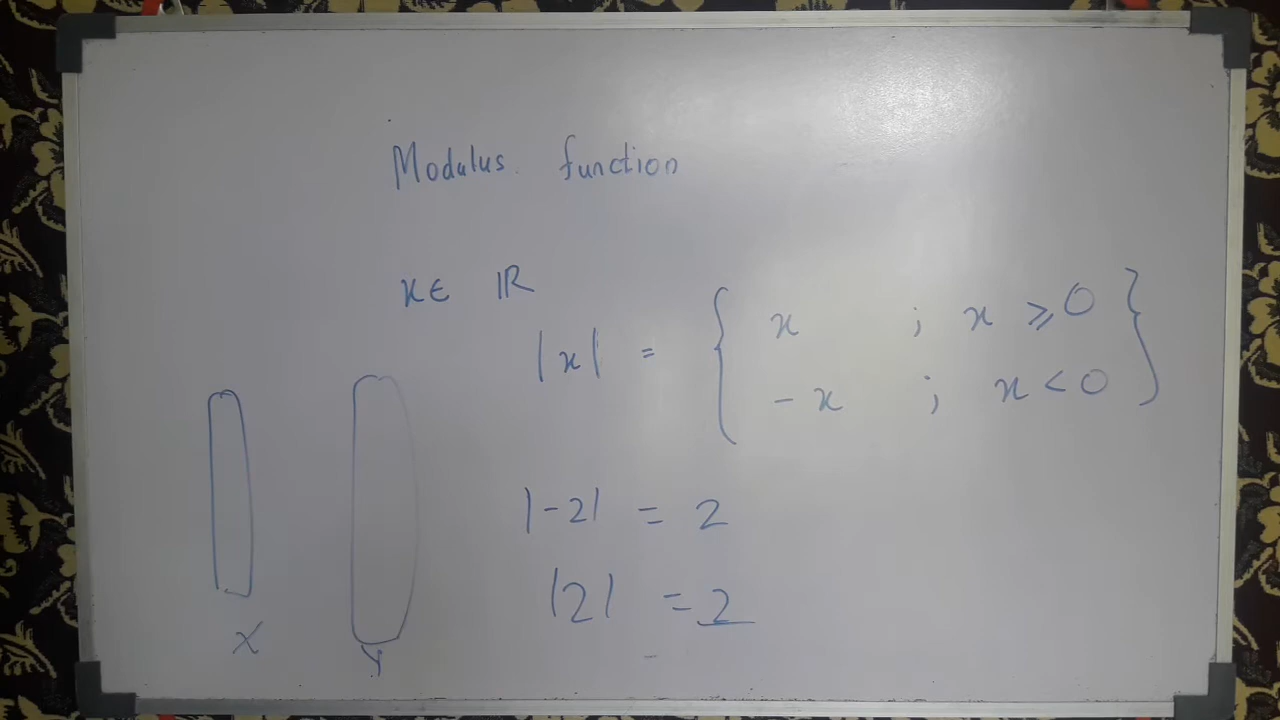 Modulus function
x ∈ ℝ
|x| = { x ; x ⩾ 0
-x ; x < 0 }
|-2| = 2
|2| = 2
X Y